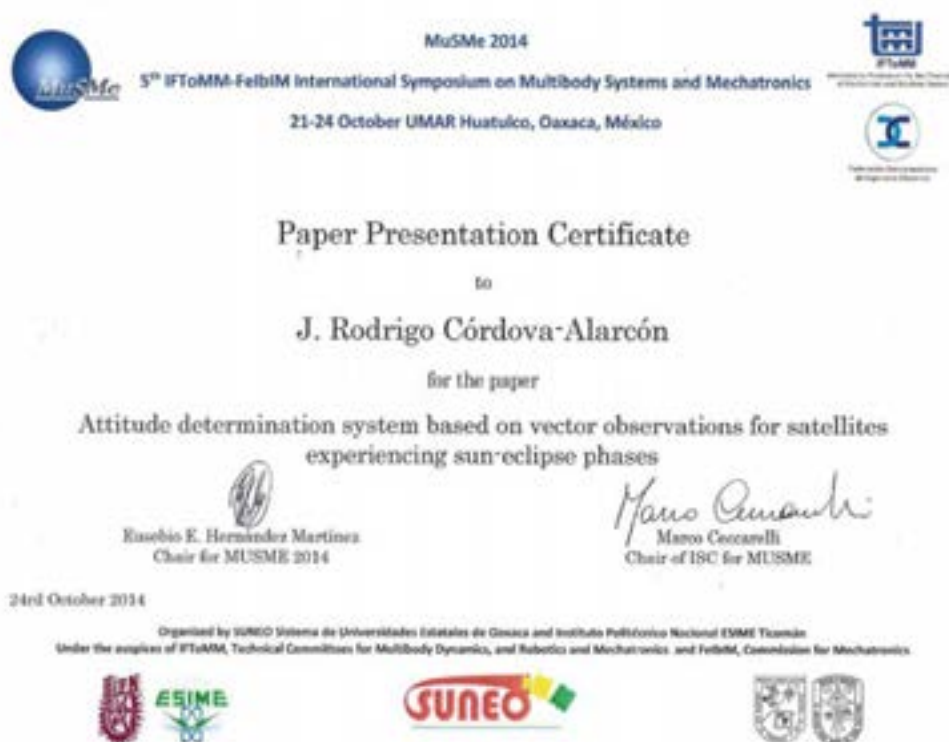 MuSMe 2014
MuSMe
5th IFToMM-FeIbIM International Symposium on Multibody Systems and Mechatronics
21-24 October UMAR Huatulco, Oaxaca, México
IFToMM
Paper Presentation Certificate
to
J. Rodrigo Córdova-Alarcón
for the paper
Attitude determination system based on vector observations for satellites
experiencing sun-eclipse phases
Eusebio E. Hernández Martínez
Chair for MUSME 2014
Marco Ceccarelli
Chair of ISC for MUSME
24rd October 2014
Organised by SUNEO Sistema de Universidades Estatales de Oaxaca and Instituto Politécnico Nacional ESIME Ticomán
Under the auspices of IFToMM, Technical Committees for Multibody Dynamics, and Robotics and Mechatronics and FeIbIM, Commission for Mechatronics
ESIME
SUNEO